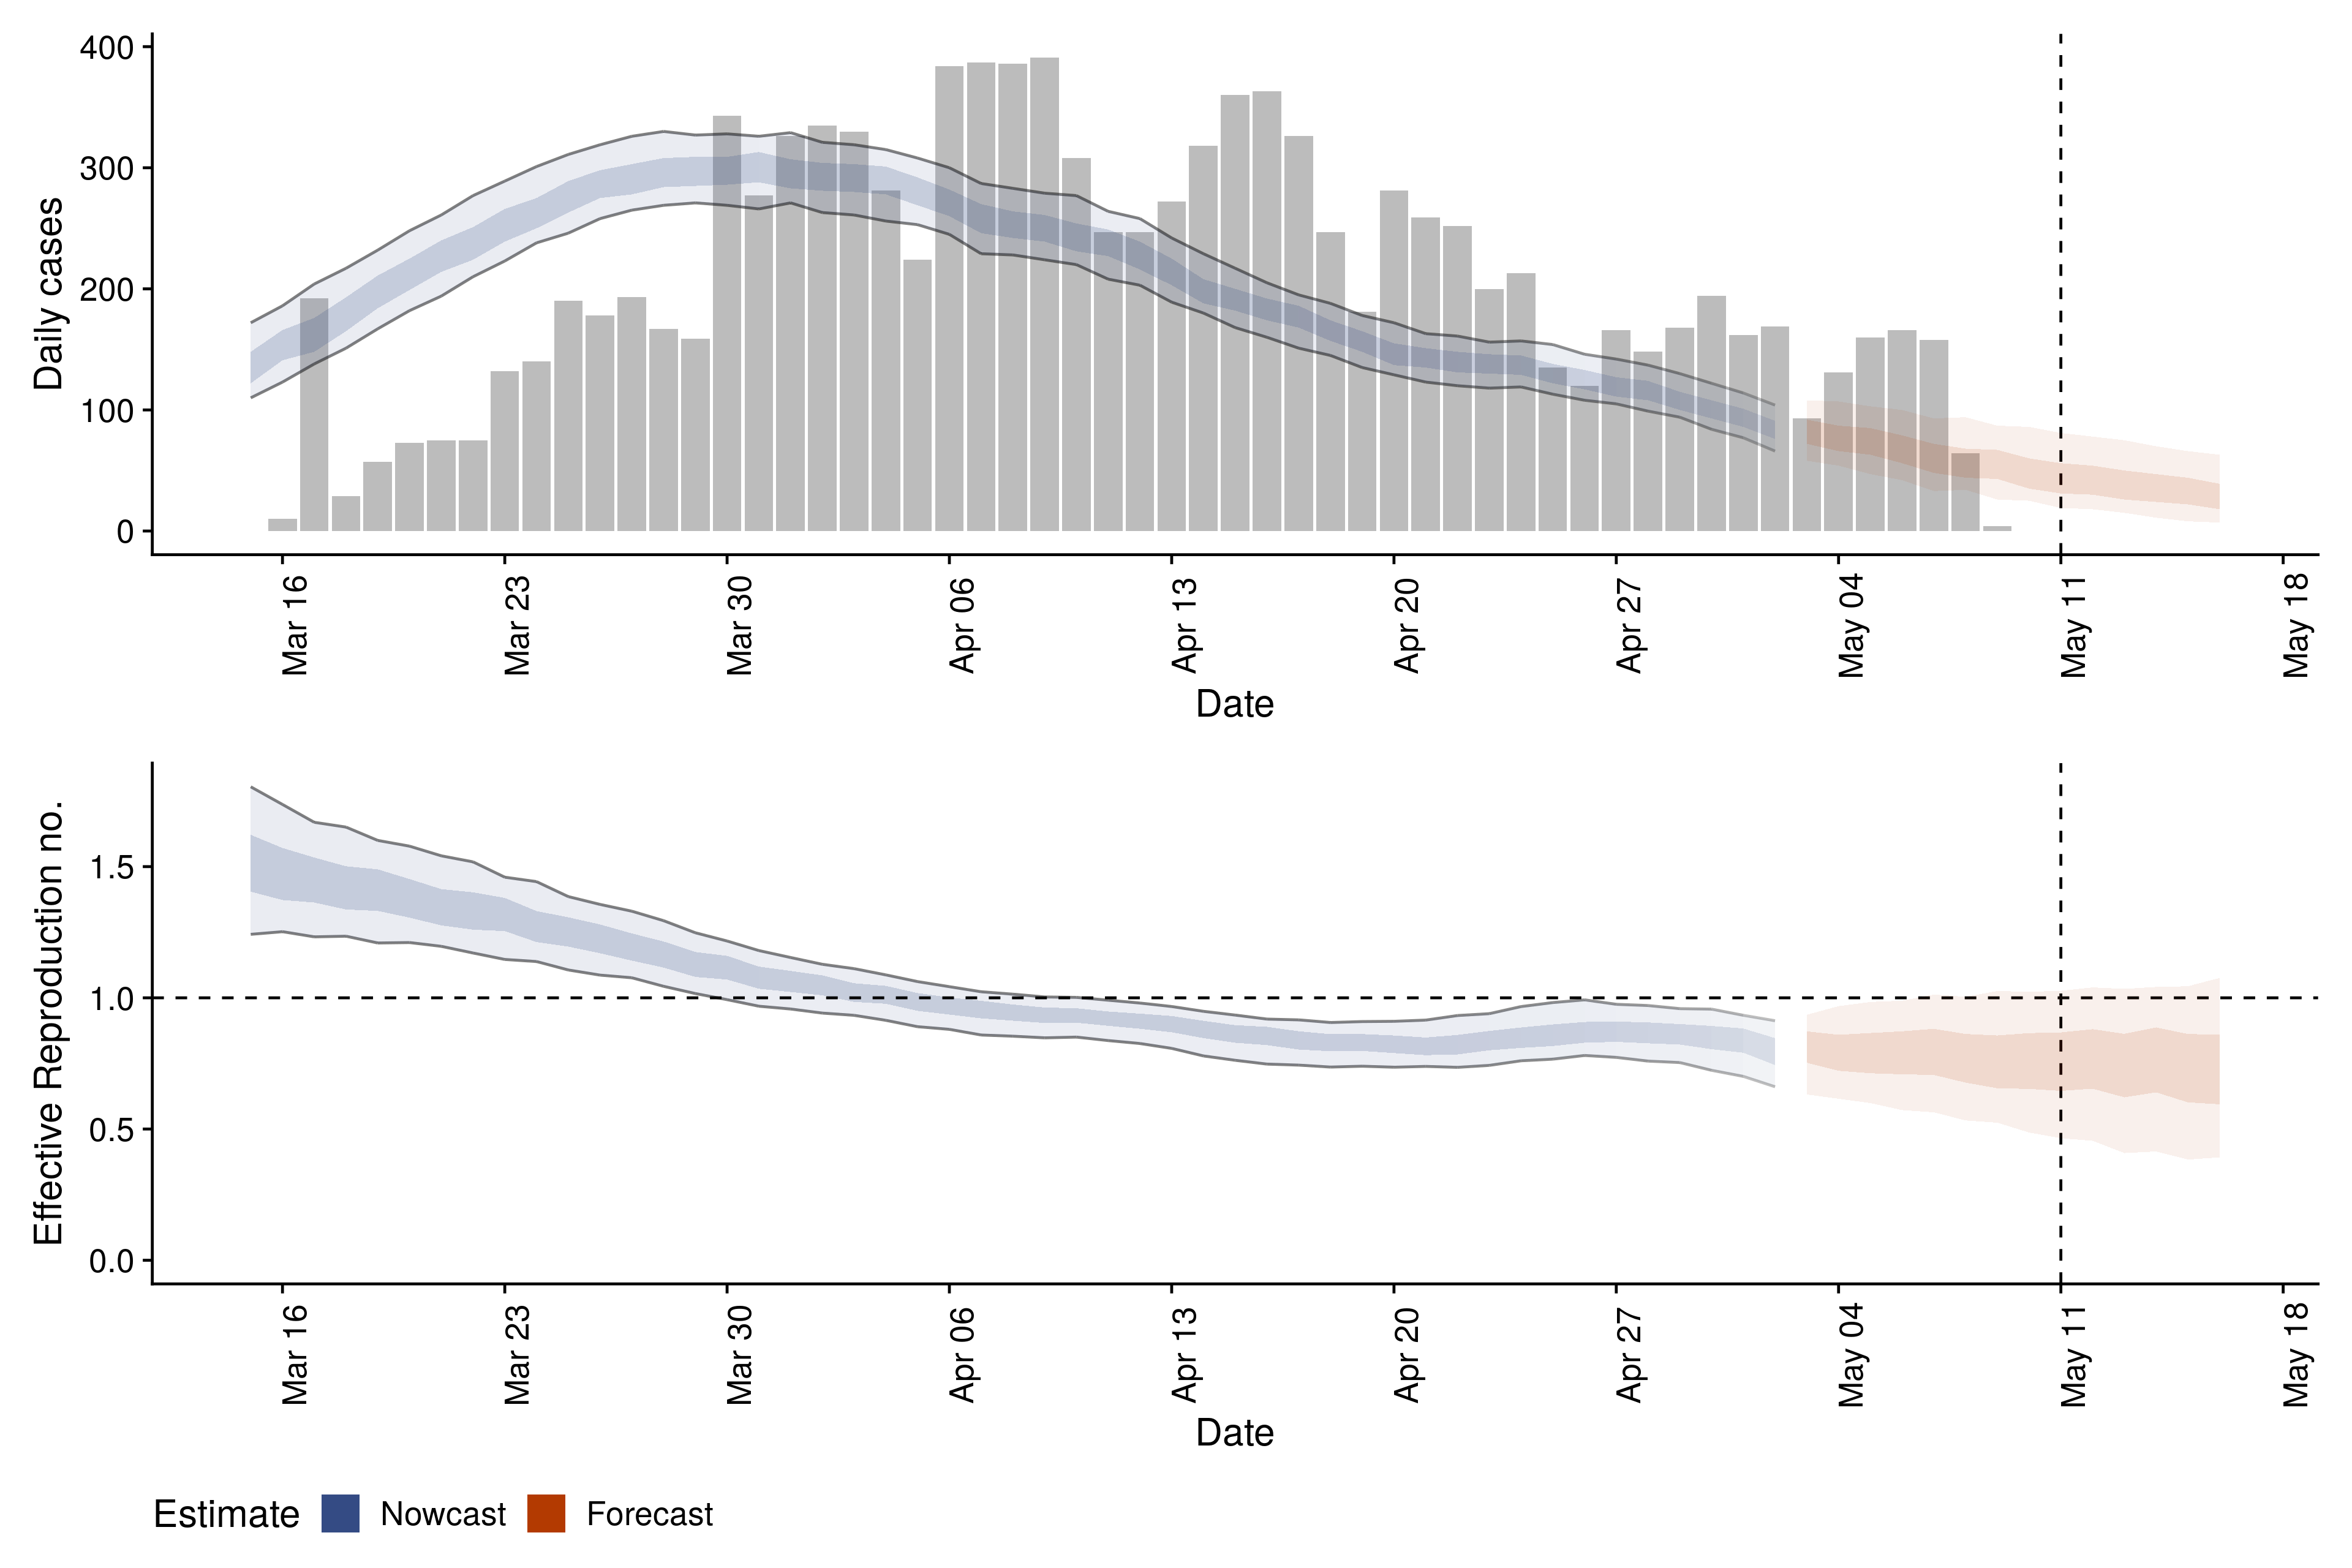 Daily cases
400
300
200
100
0
Mar 16
Mar 23
Mar 30
Apr 06
Apr 13
Apr 20
Apr 27
May 04
May 11
May 18
Date
Effective Reproduction no.
1.5
1.0
0.5
0.0
Mar 16
Mar 23
Mar 30
Apr 06
Apr 13
Apr 20
Apr 27
May 04
May 11
May 18
Date
Estimate Nowcast Forecast